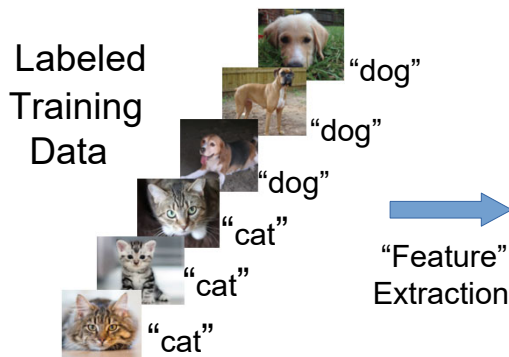 Labeled
Training
Data
“dog”
“dog”
“dog”
“cat”
“cat”
“cat”
“Feature”
Extraction